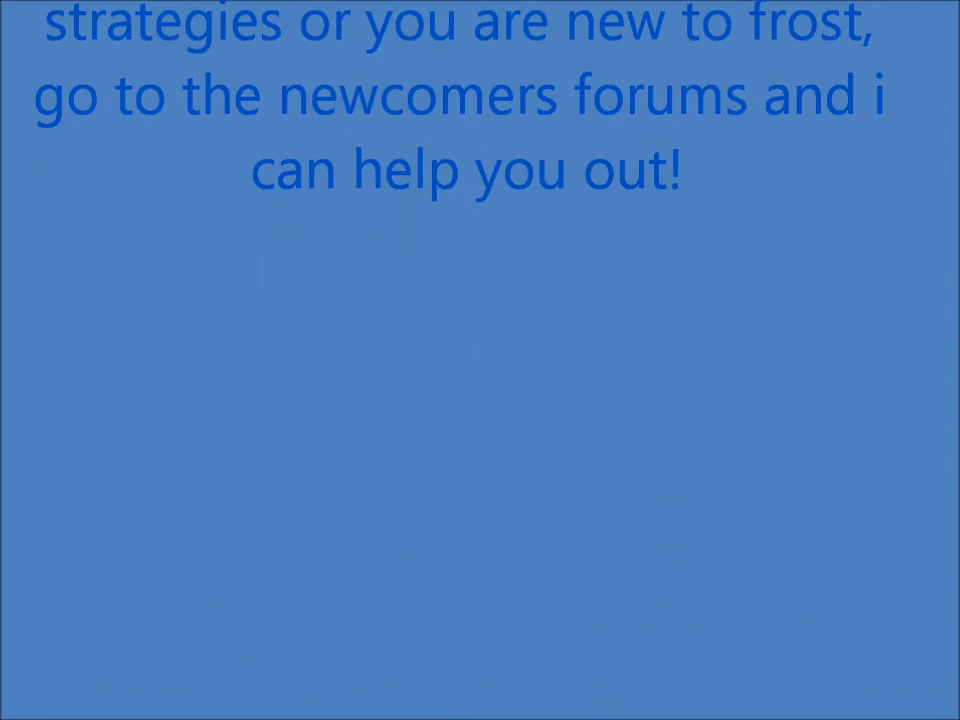 strategies or you are new to frost,
go to the newcomers forums and i
can help you out!